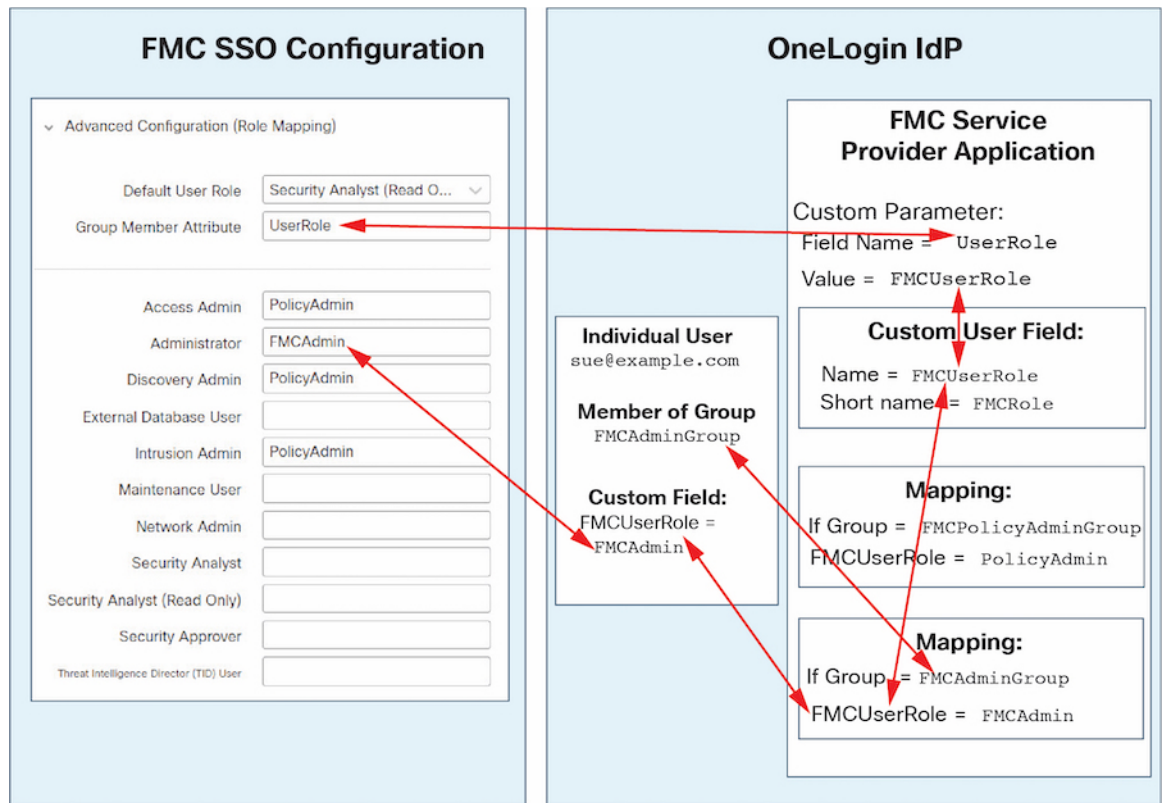 FMC SSO Configuration
Advanced Configuration (Role Mapping)
Default User Role Security Analyst (Read O...
Group Member Attribute UserRole
Access Admin PolicyAdmin
Administrator FMCAdmin
Discovery Admin PolicyAdmin
External Database User
Intrusion Admin PolicyAdmin
Maintenance User
Network Admin
Security Analyst
Security Analyst (Read Only)
Security Approver
Threat Intelligence Director (TID) User
OneLogin IdP
Individual User
sue@example.com
Member of Group
FMCAdminGroup
Custom Field:
FMCUserRole =
FMCAdmin
FMC Service
Provider Application
Custom Parameter:
Field Name = UserRole
Value = FMCUserRole
Custom User Field:
Name = FMCUserRole
Short name = FMCRole
Mapping:
If Group = FMCPolicyAdminGroup
FMCUserRole = PolicyAdmin
Mapping:
If Group = FMCAdminGroup
FMCUserRole = FMCAdmin